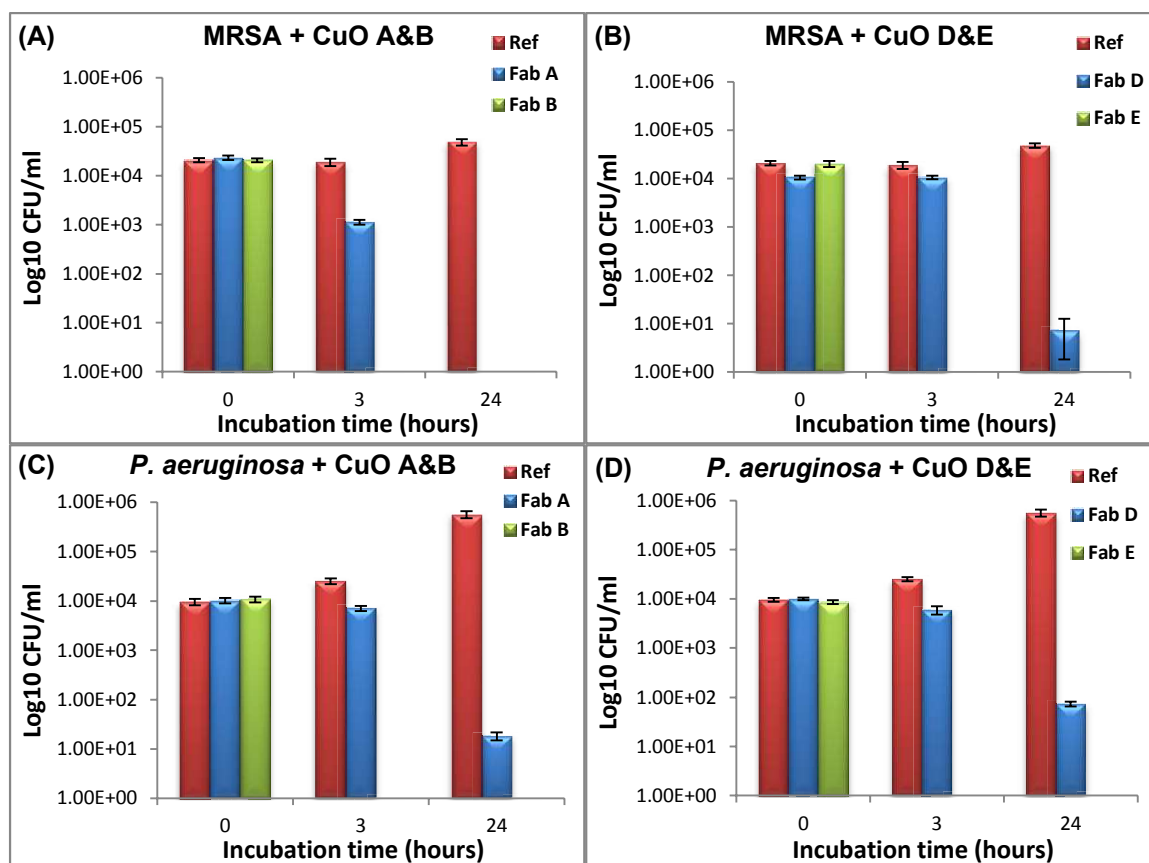 (A)
MRSA + CuO A&B
Ref
Fab A
Fab B
1.00E+06
1.00E+05
1.00E+04
1.00E+03
1.00E+02
1.00E+01
1.00E+00
Log10 CFU/ml
0 3 24
Incubation time (hours)
(B)
MRSA + CuO D&E
Ref
Fab D
Fab E
1.00E+06
1.00E+05
1.00E+04
1.00E+03
1.00E+02
1.00E+01
1.00E+00
Log10 CFU/ml
0 3 24
Incubation time (hours)
(C)
P. aeruginosa + CuO A&B
Ref
Fab A
Fab B
1.00E+06
1.00E+05
1.00E+04
1.00E+03
1.00E+02
1.00E+01
1.00E+00
Log10 CFU/ml
0 3 24
Incubation time (hours)
(D)
P. aeruginosa + CuO D&E
Ref
Fab D
Fab E
1.00E+06
1.00E+05
1.00E+04
1.00E+03
1.00E+02
1.00E+01
1.00E+00
Log10 CFU/ml
0 3 24
Incubation time (hours)